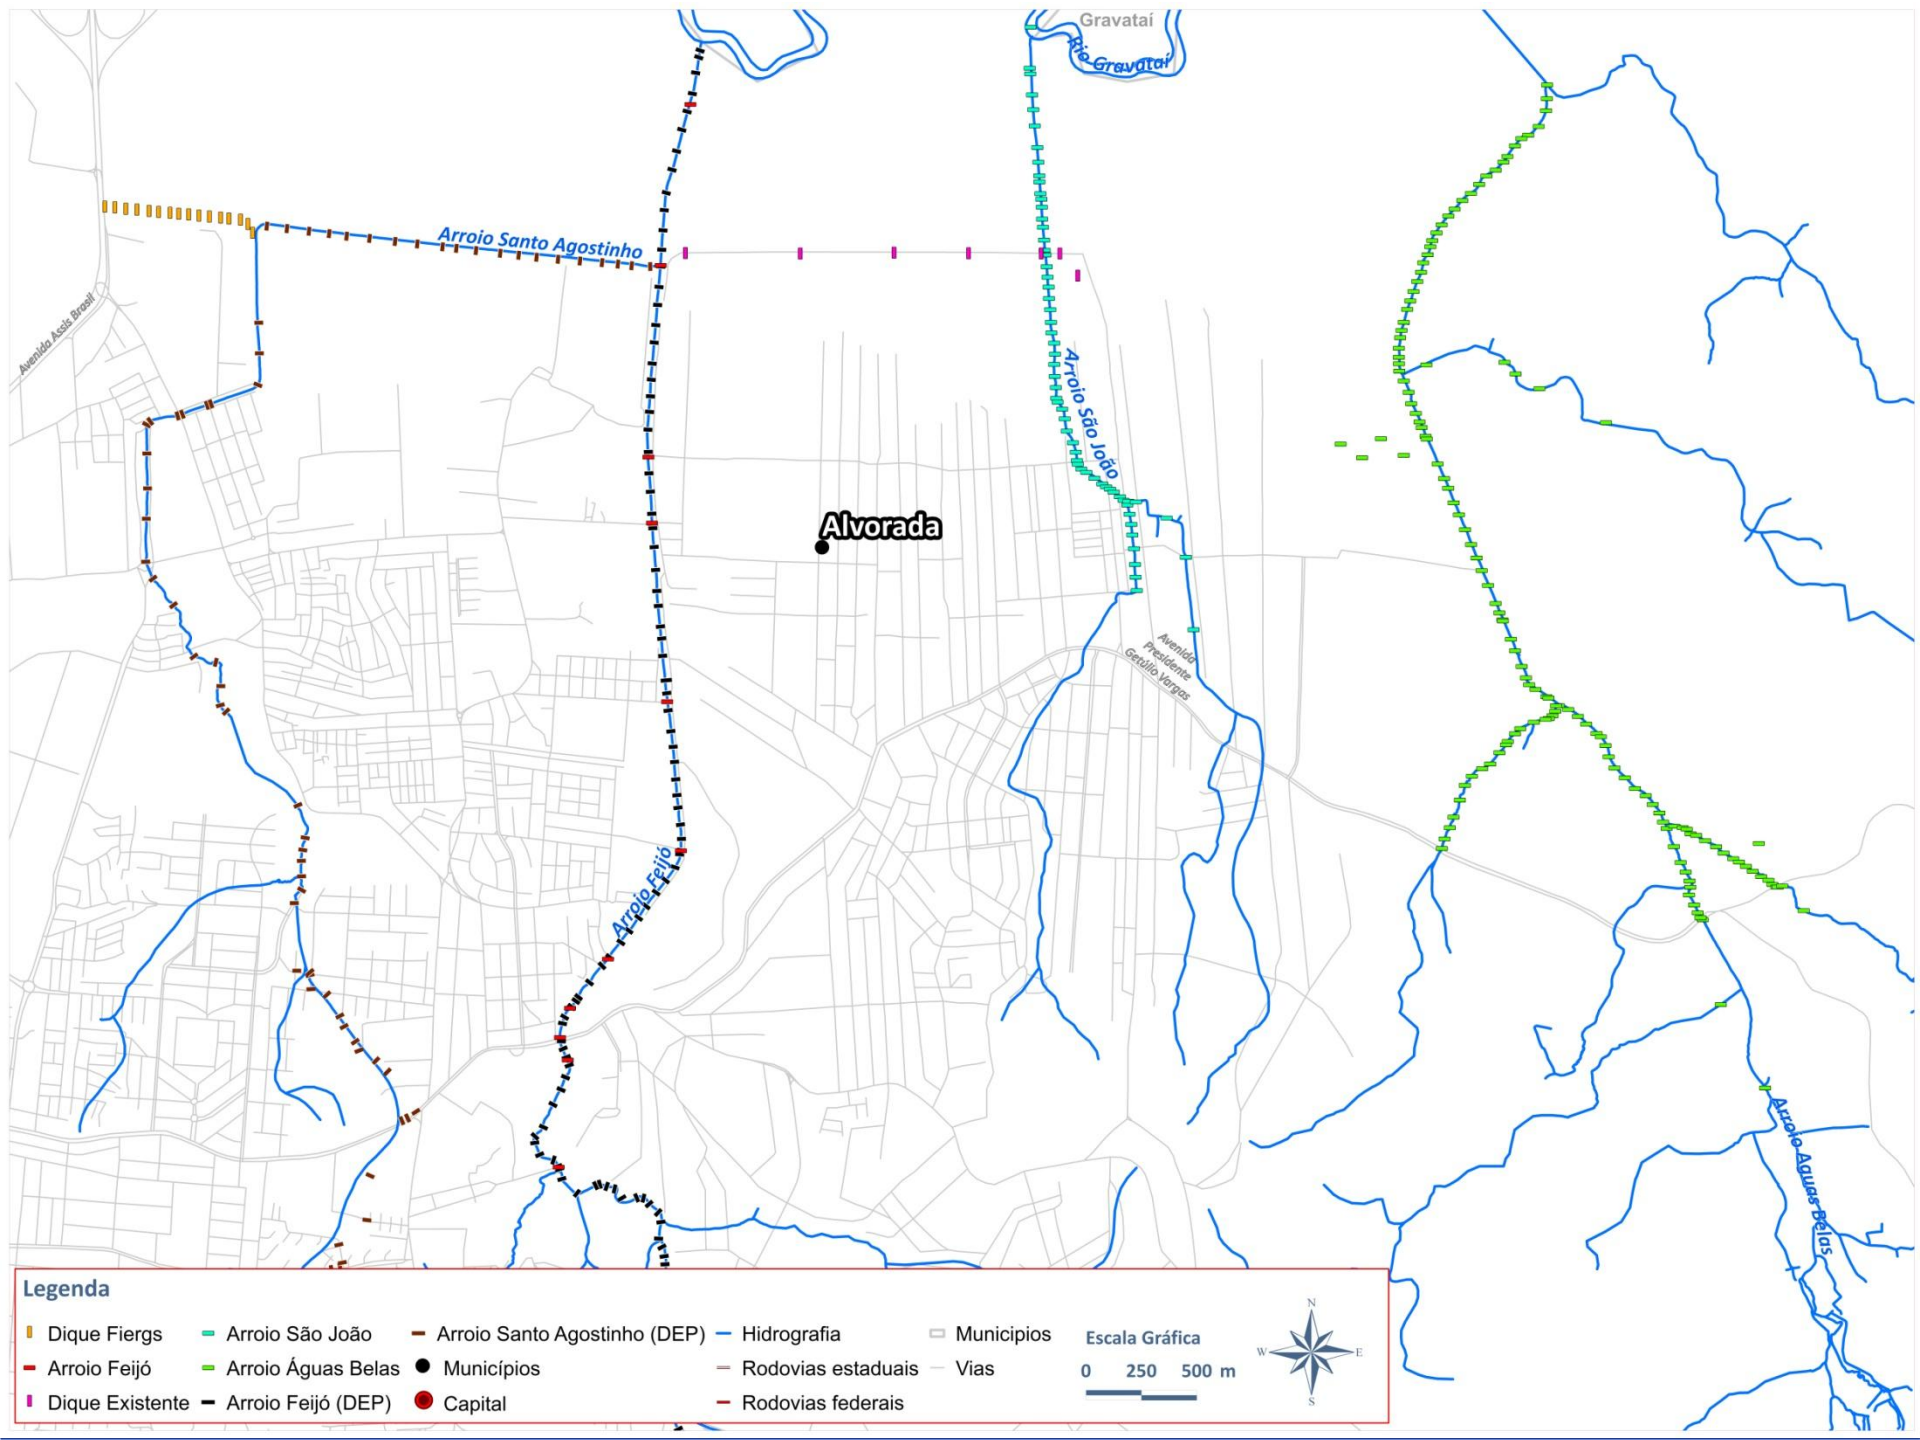 Gravataí
Rio Gravataí
Arroio Santo Agostinho
Avenida Assis Brasil
Arroio São João
Alvorada
Avenida
Presidente
Getúlio Vargas
Arroio Feijó
Arroio Aguas Belas
Legenda
Dique Fiergs
Arroio São João
Arroio Santo Agostinho (DEP)
Hidrografia
Municipios
Escala Gráfica
Arroio Feijó
Arroio Águas Belas
Municípios
Rodovias estaduais
Vias
0 250 500 m
Dique Existente
Arroio Feijó (DEP)
Capital
Rodovias federais
N
W E
S